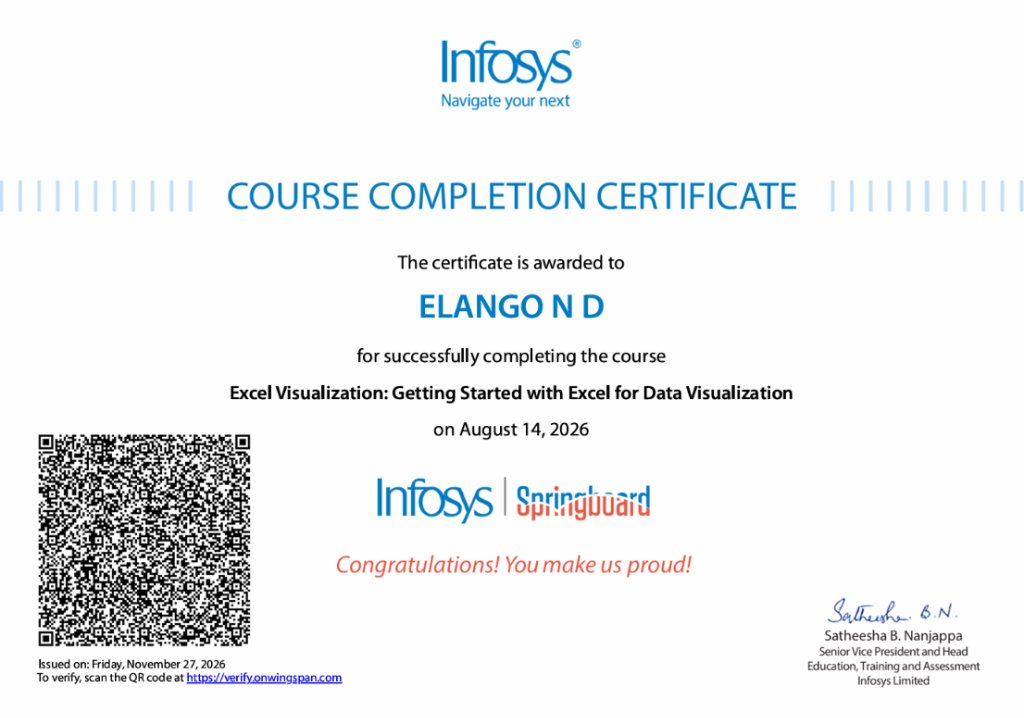 Infosys®
Navigate your next
COURSE COMPLETION CERTIFICATE
The certificate is awarded to
ELANGO N D
for successfully completing the course
Excel Visualization: Getting Started with Excel for Data Visualization
on August 14, 2026
Infosys | Springboard
Congratulations! You make us proud!
Satheesha B.N.
Satheesha B. Nanjappa
Senior Vice President and Head
Education, Training and Assessment
Infosys Limited
Issued on: Friday, November 27, 2026
To verify, scan the QR code at https://verify.onwingspan.com